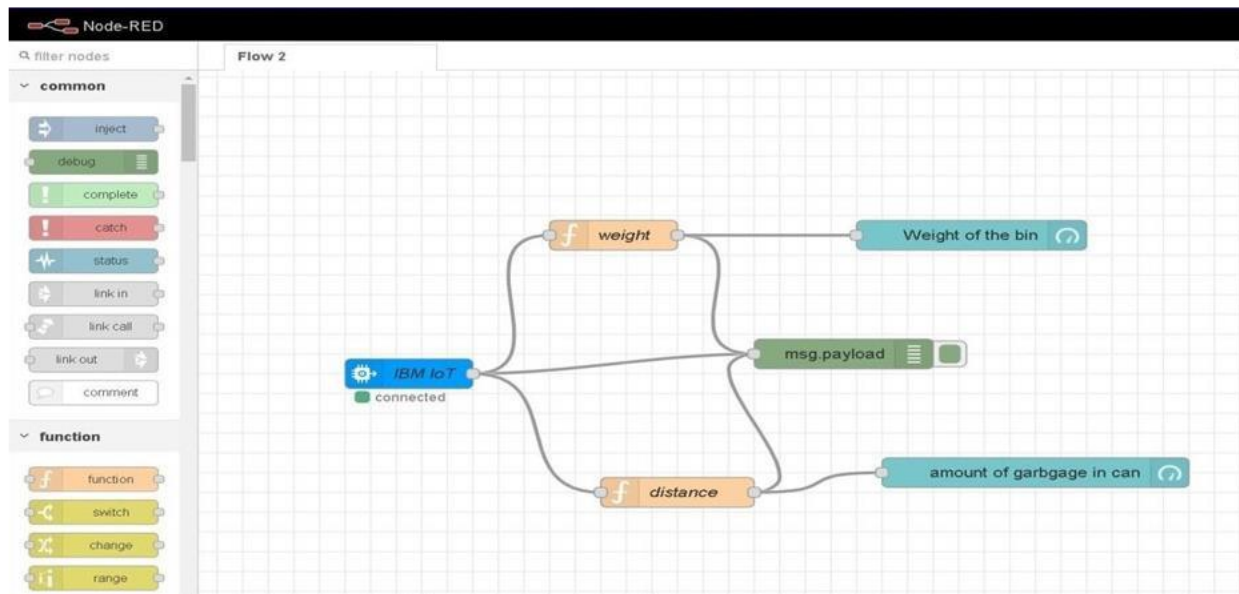 Node-RED
filter nodes
Flow 2
common
inject
debug
complete
catch
status
link in
link call
link out
comment
function
function
switch
change
range
weight
Weight of the bin
msg.payload
IBM IoT
connected
distance
amount of garbgage in can